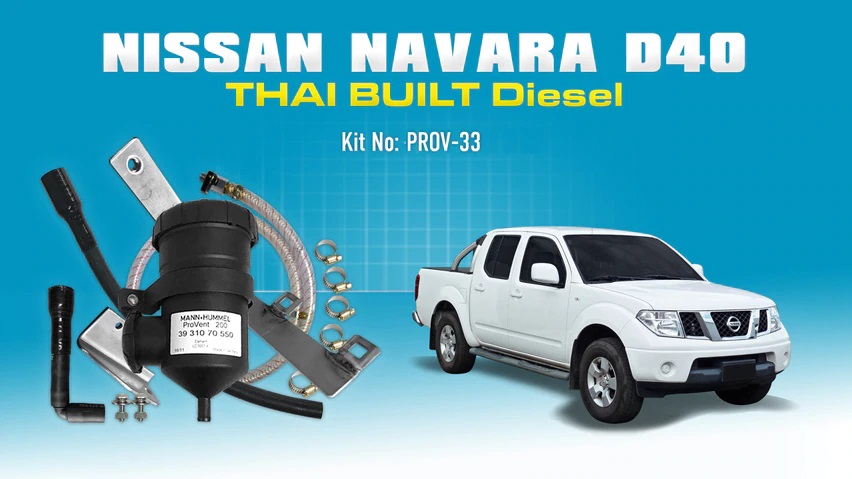 NISSAN NAVARA D40
THAI BUILT Diesel
Kit No: PROV-33
MANN+HUMMEL
ProVent 200
39 310 70 550